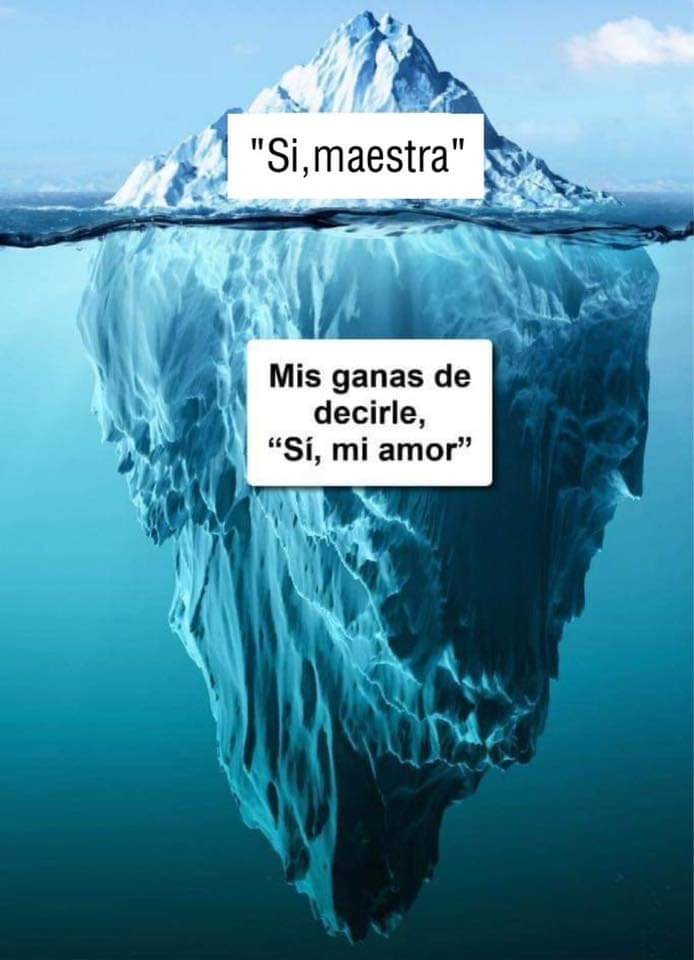 "Si,maestra"
Mis ganas de
decirle,
“Sí, mi amor”